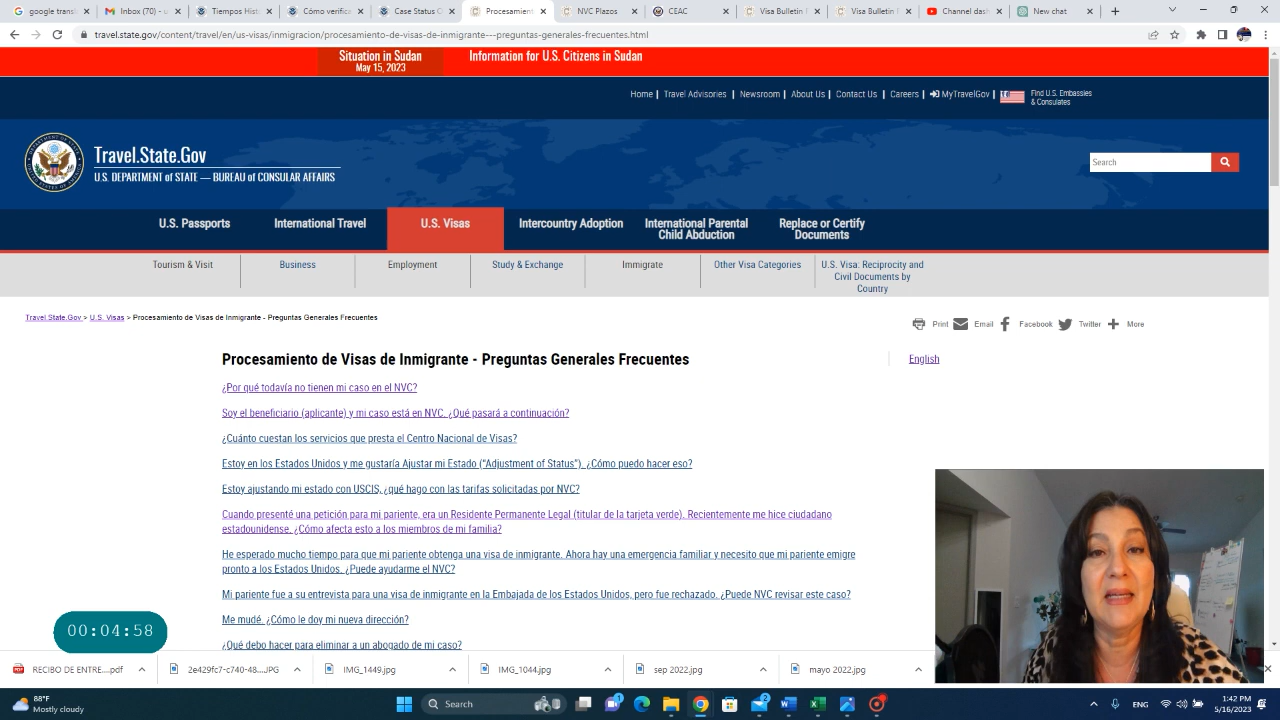 google trans
Inbox (70) - u
Tiempos Hist
Cómo verific
Español - Pre
NVC Plazos
CEAC
Visa Bulletin F
Visa Bulletin
Channel dash
New chat
travel.state.gov/content/travel/en/us-visas/inmigracion/procesamiento-de-visas-de-inmigrante---preguntas-generales-frecuentes.html
Situation in Sudan
May 15, 2023
Information for U.S. Citizens in Sudan
Home | Travel Advisories | Newsroom | About Us | Contact Us | Careers | MyTravelGov |
Find U.S. Embassies
& Consulates
Travel.State.Gov
U.S. DEPARTMENT of STATE — BUREAU of CONSULAR AFFAIRS
Search
U.S. Passports
International Travel
U.S. Visas
Intercountry Adoption
International Parental
Child Abduction
Replace or Certify
Documents
Tourism & Visit
Business
Employment
Study & Exchange
Immigrate
Other Visa Categories
U.S. Visa: Reciprocity and
Civil Documents by
Country
Travel.State.Gov > U.S. Visas > Procesamiento de Visas de Inmigrante - Preguntas Generales Frecuentes
Print
Email
Facebook
Twitter
More
Procesamiento de Visas de Inmigrante - Preguntas Generales Frecuentes
English
¿Por qué todavía no tienen mi caso en el NVC?
Soy el beneficiario (aplicante) y mi caso está en NVC. ¿Qué pasará a continuación?
¿Cuánto cuestan los servicios que presta el Centro Nacional de Visas?
Estoy en los Estados Unidos y me gustaría Ajustar mi Estado (“Adjustment of Status”). ¿Cómo puedo hacer eso?
Estoy ajustando mi estado con USCIS, ¿qué hago con las tarifas solicitadas por NVC?
Cuando presenté una petición para mi pariente, era un Residente Permanente Legal (titular de la tarjeta verde). Recientemente me hice ciudadano
estadounidense. ¿Cómo afecta esto a los miembros de mi familia?
He esperado mucho tiempo para que mi pariente obtenga una visa de inmigrante. Ahora hay una emergencia familiar y necesito que mi pariente emigre
pronto a los Estados Unidos. ¿Puede ayudarme el NVC?
Mi pariente fue a su entrevista para una visa de inmigrante en la Embajada de los Estados Unidos, pero fue rechazado. ¿Puede NVC revisar este caso?
Me mudé. ¿Cómo le doy mi nueva dirección?
¿Qué debo hacer para eliminar a un abogado de mi caso?
00:04:58
RECIBO DE ENTRE....pdf
2e429fc7-c740-48....JPG
IMG_1449.jpg
IMG_1044.jpg
sep 2022.jpg
mayo 2022.jpg
88°F
Mostly cloudy
Search
1
2
ENG
1:42 PM
5/16/2023